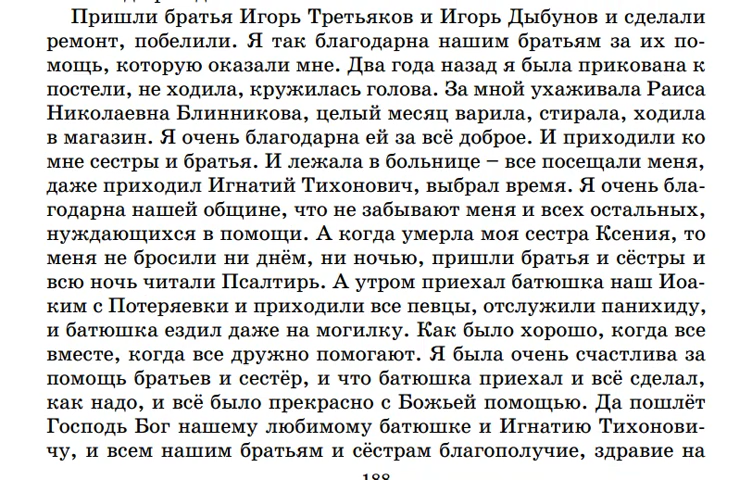 Пришли братья Игорь Третьяков и Игорь Дыбунов и сделали
ремонт, побелили. Я так благодарна нашим братьям за их по-
мощь, которую оказали мне. Два года назад я была прикована к
постели, не ходила, кружилась голова. За мной ухаживала Раиса
Николаевна Блинникова, целый месяц варила, стирала, ходила
в магазин. Я очень благодарна ей за всё доброе. И приходили ко
мне сестры и братья. И лежала в больнице – все посещали меня,
даже приходил Игнатий Тихонович, выбрал время. Я очень бла-
годарна нашей общине, что не забывают меня и всех остальных,
нуждающихся в помощи. А когда умерла моя сестра Ксения, то
меня не бросили ни днём, ни ночью, пришли братья и сёстры и
всю ночь читали Псалтирь. А утром приехал батюшка наш Иоа-
ким с Потеряевки и приходили все певцы, отслужили панихиду,
и батюшка ездил даже на могилку. Как было хорошо, когда все
вместе, когда все дружно помогают. Я была очень счастлива за
помощь братьев и сестёр, и что батюшка приехал и всё сделал,
как надо, и всё было прекрасно с Божьей помощью. Да пошлёт
Господь Бог нашему любимому батюшке и Игнатию Тихонови-
чу, и всем нашим братьям и сёстрам благополучие, здравие на
188